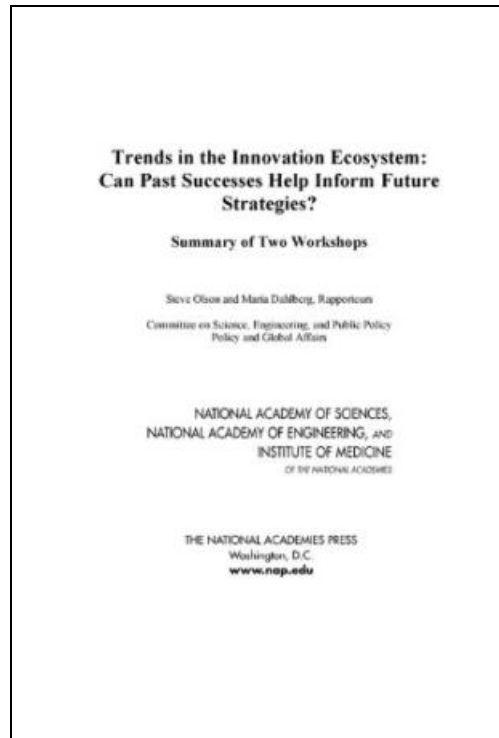 Trends in the Innovation Ecosystem:
Can Past Successes Help Inform Future
Strategies?
Summary of Two Workshops
Steve Olson and Maria Dahlberg, Rapporteurs
Committee on Science, Engineering, and Public Policy
Policy and Global Affairs
NATIONAL ACADEMY OF SCIENCES,
NATIONAL ACADEMY OF ENGINEERING, AND
INSTITUTE OF MEDICINE
OF THE NATIONAL ACADEMIES
THE NATIONAL ACADEMIES PRESS
Washington, D.C.
www.nap.edu